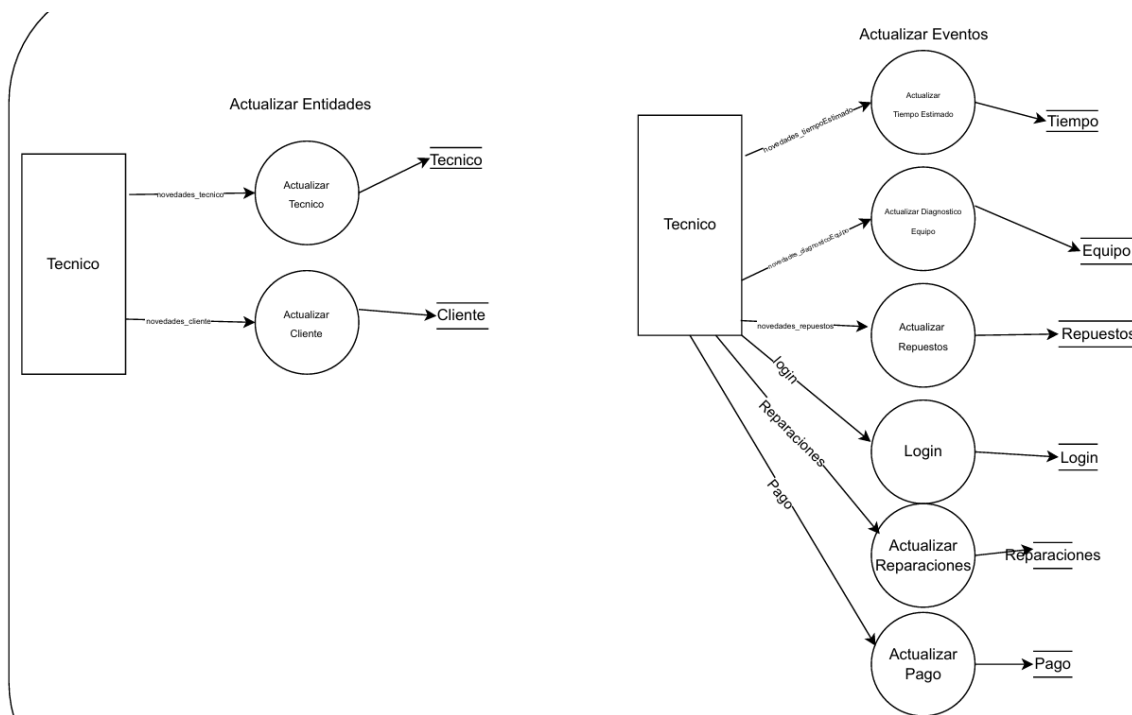 Actualizar Entidades
Tecnico
novedades_tecnico
Actualizar
Tecnico
Tecnico
novedades_cliente
Actualizar
Cliente
Cliente
Actualizar Eventos
Tecnico
novedades_tiempoEstimado
Actualizar
Tiempo Estimado
Tiempo
novedades_diagnosticoEquipo
Actualizar Diagnostico
Equipo
Equipo
novedades_repuestos
Actualizar
Repuestos
Repuestos
login
Login
Login
Reparaciones
Actualizar
Reparaciones
Reparaciones
Pago
Actualizar
Pago
Pago